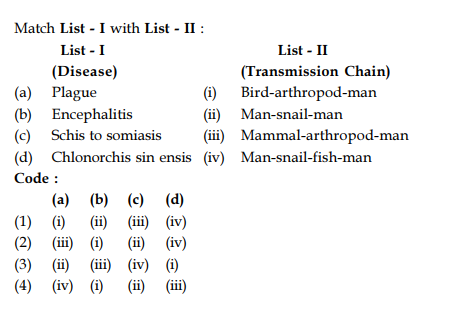 Match List - I with List - II :
List - I List - II
(Disease) (Transmission Chain)
(a) Plague (i) Bird-arthropod-man
(b) Encephalitis (ii) Man-snail-man
(c) Schis to somiasis (iii) Mammal-arthropod-man
(d) Chlonorchis sin ensis (iv) Man-snail-fish-man
Code :
(a) (b) (c) (d)
(1) (i) (ii) (iii) (iv)
(2) (iii) (i) (ii) (iv)
(3) (ii) (iii) (iv) (i)
(4) (iv) (i) (ii) (iii)